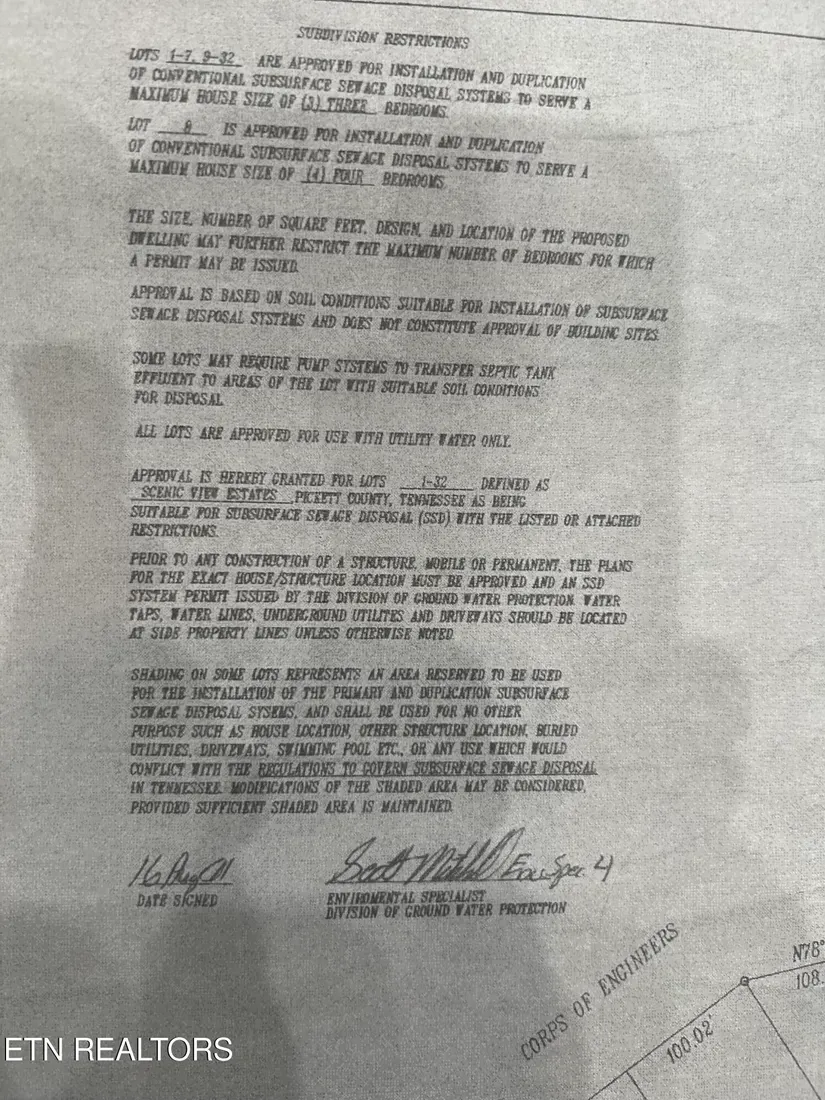 SUBDIVISION RESTRICTIONS
LOTS 1-7, 9-32 ARE APPROVED FOR INSTALLATION AND DUPLICATION
OF CONVENTIONAL SUBSURFACE SEWAGE DISPOSAL SYSTEMS TO SERVE A
MAXIMUM HOUSE SIZE OF (3) THREE BEDROOMS.
LOT 8 IS APPROVED FOR INSTALLATION AND DUPLICATION
OF CONVENTIONAL SUBSURFACE SEWAGE DISPOSAL SYSTEMS TO SERVE A
MAXIMUM HOUSE SIZE OF (4) FOUR BEDROOMS.
THE SIZE, NUMBER OF SQUARE FEET, DESIGN, AND LOCATION OF THE PROPOSED
DWELLING MAY FURTHER RESTRICT THE MAXIMUM NUMBER OF BEDROOMS FOR WHICH
A PERMIT MAY BE ISSUED.
APPROVAL IS BASED ON SOIL CONDITIONS SUITABLE FOR INSTALLATION OF SUBSURFACE
SEWAGE DISPOSAL SYSTEMS AND DOES NOT CONSTITUTE APPROVAL OF BUILDING SITES.
SOME LOTS MAY REQUIRE PUMP SYSTEMS TO TRANSFER SEPTIC TANK
EFFLUENT TO AREAS OF THE LOT WITH SUITABLE SOIL CONDITIONS
FOR DISPOSAL.
ALL LOTS ARE APPROVED FOR USE WITH UTILITY WATER ONLY.
APPROVAL IS HEREBY GRANTED FOR LOTS 1-32 DEFINED AS
SCENIC VIEW ESTATES, PICKETT COUNTY, TENNESSEE AS BEING
SUITABLE FOR SUBSURFACE SEWAGE DISPOSAL (SSD) WITH THE LISTED OR ATTACHED
RESTRICTIONS.
PRIOR TO ANY CONSTRUCTION OF A STRUCTURE, MOBILE OR PERMANENT, THE PLANS
FOR THE EXACT HOUSE/STRUCTURE LOCATION MUST BE APPROVED AND AN SSD
SYSTEM PERMIT ISSUED BY THE DIVISION OF GROUND WATER PROTECTION. WATER
TAPS, WATER LINES, UNDERGROUND UTILITES AND DRIVEWAYS SHOULD BE LOCATED
AT SIDE PROPERTY LINES UNLESS OTHERWISE NOTED.
SHADING ON SOME LOTS REPRESENTS AN AREA RESERVED TO BE USED
FOR THE INSTALLATION OF THE PRIMARY AND DUPLICATION SUBSURFACE
SEWAGE DISPOSAL SYSEMS, AND SHALL BE USED FOR NO OTHER
PURPOSE SUCH AS HOUSE LOCATION, OTHER STRUCTURE LOCATION, BURIED
UTILITIES, DRIVEWAYS, SWIMMING POOL ETC., OR ANY USE WHICH WOULD
CONFLICT WITH THE REGULATIONS TO GOVERN SUBSURFACE SEWAGE DISPOSAL
IN TENNESSEE. MODIFICATIONS OF THE SHADED AREA MAY BE CONSIDERED,
PROVIDED SUFFICIENT SHADED AREA IS MAINTAINED.
16 Aug 01
Scott Env. Spec. 4
DATE SIGNED
ENVIROMENTAL SPECIALIST
DIVISION OF GROUND WATER PROTECTION
CORPS OF ENGINEERS
N78°
108.
100.02'
ETN REALTORS